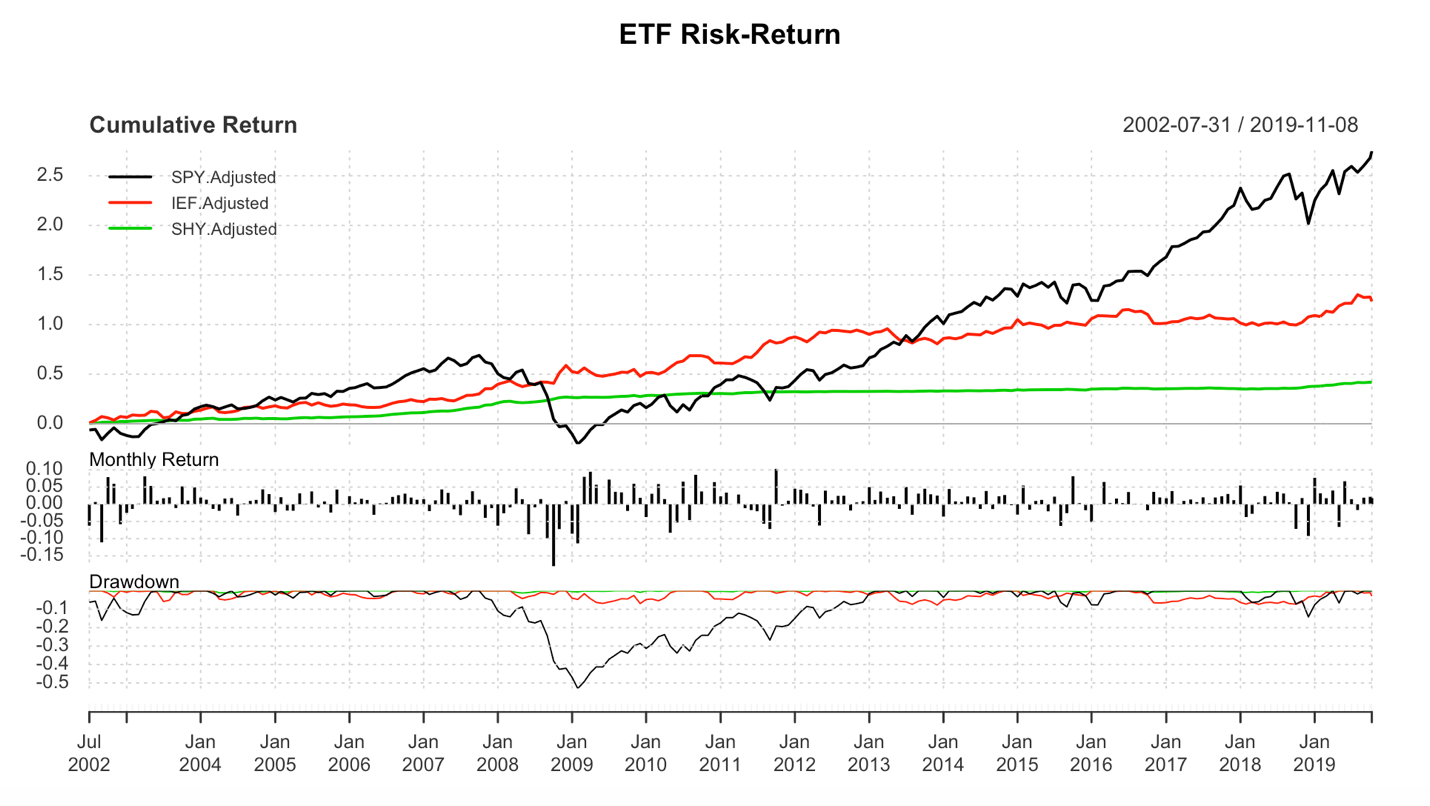 ETF Risk-Return
Cumulative Return
2002-07-31 / 2019-11-08
SPY.Adjusted
IEF.Adjusted
SHY.Adjusted
2.5
2.0
1.5
1.0
0.5
0.0
Monthly Return
0.10
0.05
0.00
-0.05
-0.10
-0.15
Drawdown
-0.1
-0.2
-0.3
-0.4
-0.5
Jul Jan Jan Jan Jan Jan Jan Jan Jan Jan Jan Jan Jan Jan Jan Jan Jan
2002 2004 2005 2006 2007 2008 2009 2010 2011 2012 2013 2014 2015 2016 2017 2018 2019